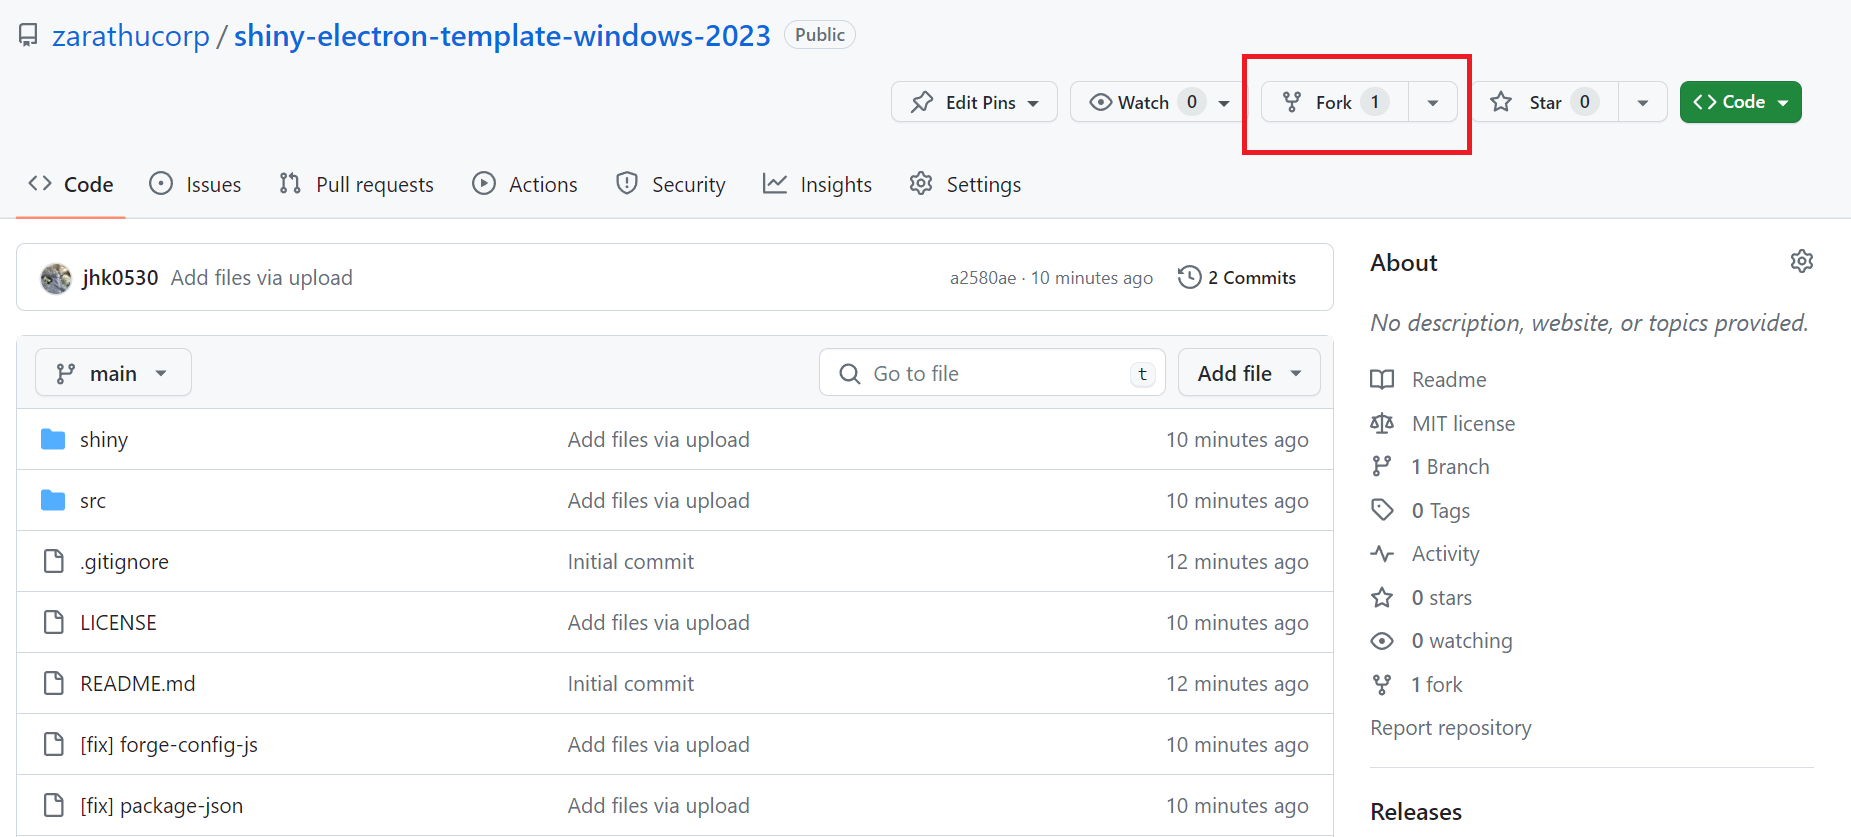 zarathucorp / shiny-electron-template-windows-2023 Public
Edit Pins Watch 0 Fork 1 Star 0 Code
Code Issues Pull requests Actions Security Insights Settings
jhk0530 Add files via upload a2580ae · 10 minutes ago 2 Commits
main Go to file t Add file
shiny Add files via upload 10 minutes ago
src Add files via upload 10 minutes ago
.gitignore Initial commit 12 minutes ago
LICENSE Add files via upload 10 minutes ago
README.md Initial commit 12 minutes ago
[fix] forge-config-js Add files via upload 10 minutes ago
[fix] package-json Add files via upload 10 minutes ago
About
No description, website, or topics provided.
Readme
MIT license
1 Branch
0 Tags
Activity
0 stars
0 watching
1 fork
Report repository
Releases